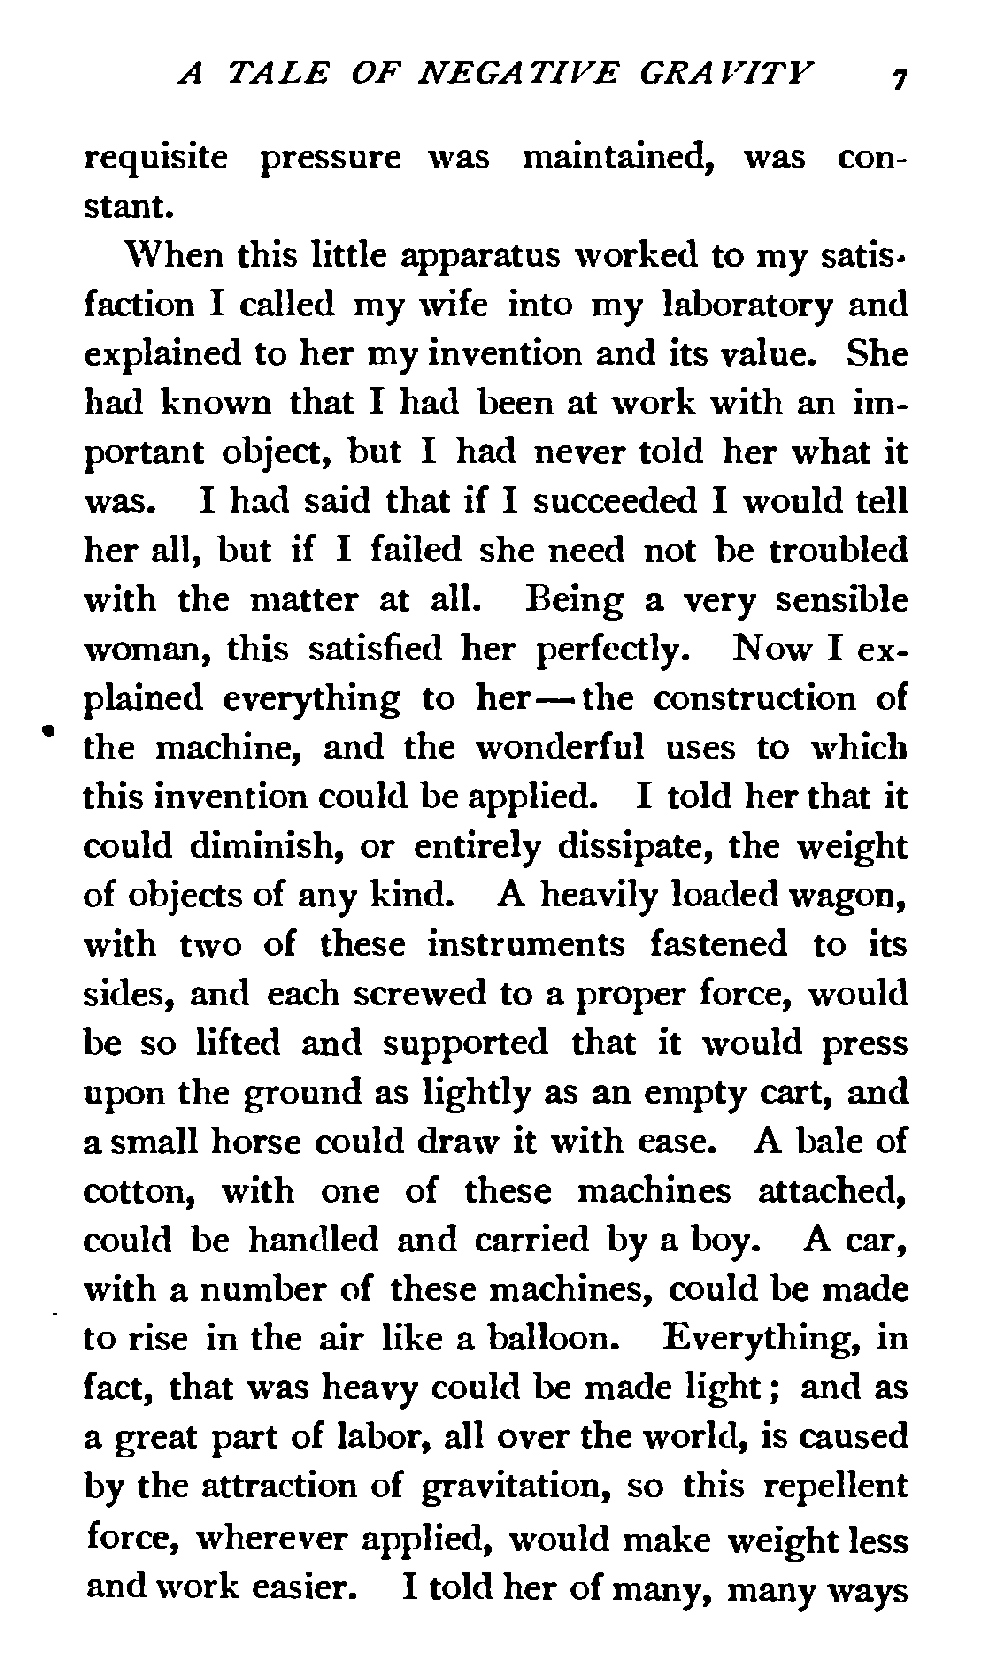 A TALE OF NEGATIVE GRAVITY 7
requisite pressure was maintained, was con-
stant.
When this little apparatus worked to my satis-
faction I called my wife into my laboratory and
explained to her my invention and its value. She
had known that I had been at work with an im-
portant object, but I had never told her what it
was. I had said that if I succeeded I would tell
her all, but if I failed she need not be troubled
with the matter at all. Being a very sensible
woman, this satisfied her perfectly. Now I ex-
plained everything to her—the construction of
the machine, and the wonderful uses to which
this invention could be applied. I told her that it
could diminish, or entirely dissipate, the weight
of objects of any kind. A heavily loaded wagon,
with two of these instruments fastened to its
sides, and each screwed to a proper force, would
be so lifted and supported that it would press
upon the ground as lightly as an empty cart, and
a small horse could draw it with ease. A bale of
cotton, with one of these machines attached,
could be handled and carried by a boy. A car,
with a number of these machines, could be made
to rise in the air like a balloon. Everything, in
fact, that was heavy could be made light; and as
a great part of labor, all over the world, is caused
by the attraction of gravitation, so this repellent
force, wherever applied, would make weight less
and work easier. I told her of many, many ways